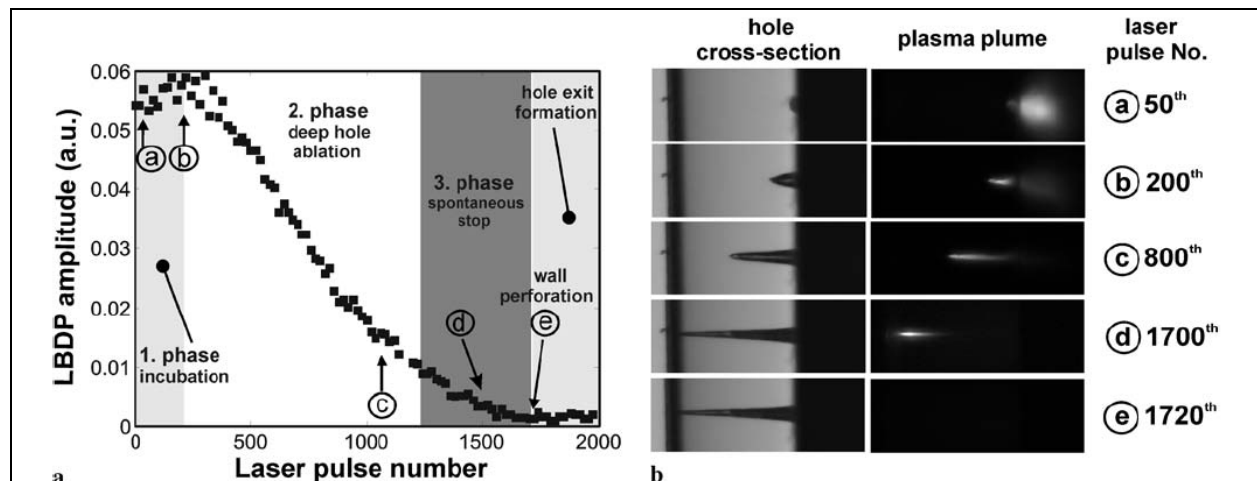 LBDP amplitude (a.u.)
0.06
0.05
0.04
0.03
0.02
0.01
0
0 500 1000 1500 2000
Laser pulse number
1. phase
incubation
2. phase
deep hole
ablation
3. phase
spontaneous
stop
hole exit
formation
wall
perforation
a
b
c
d
e
a
hole
cross-section
plasma plume
laser
pulse No.
a 50th
b 200th
c 800th
d 1700th
e 1720th
b